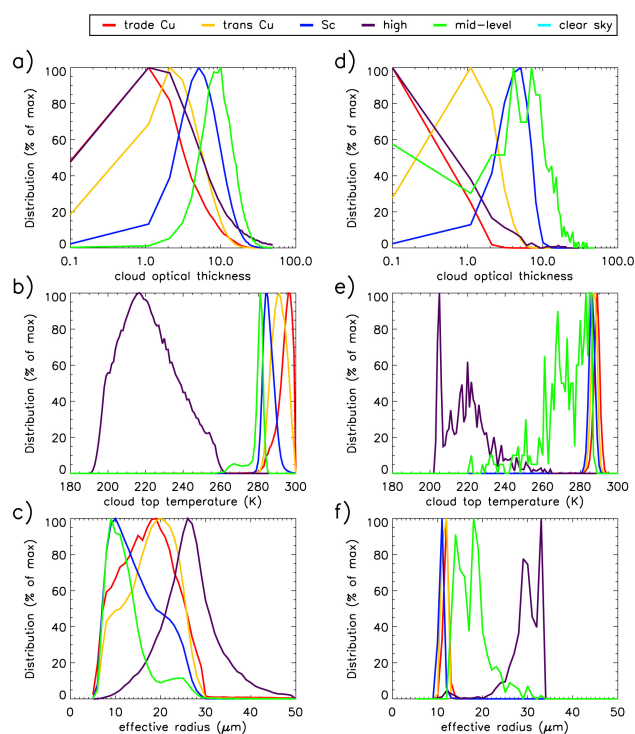 trade Cu trans Cu Sc high mid-level clear sky
a)
Distribution (% of max)
100
80
60
40
20
0
0.1 1.0 10.0 100.0
cloud optical thickness
d)
Distribution (% of max)
100
80
60
40
20
0
0.1 1.0 10.0 100.0
cloud optical thickness
b)
Distribution (% of max)
100
80
60
40
20
0
180 200 220 240 260 280 300
cloud top temperature (K)
e)
Distribution (% of max)
100
80
60
40
20
0
180 200 220 240 260 280 300
cloud top temperature (K)
c)
Distribution (% of max)
100
80
60
40
20
0
0 10 20 30 40 50
effective radius (μm)
f)
Distribution (% of max)
100
80
60
40
20
0
0 10 20 30 40 50
effective radius (μm)